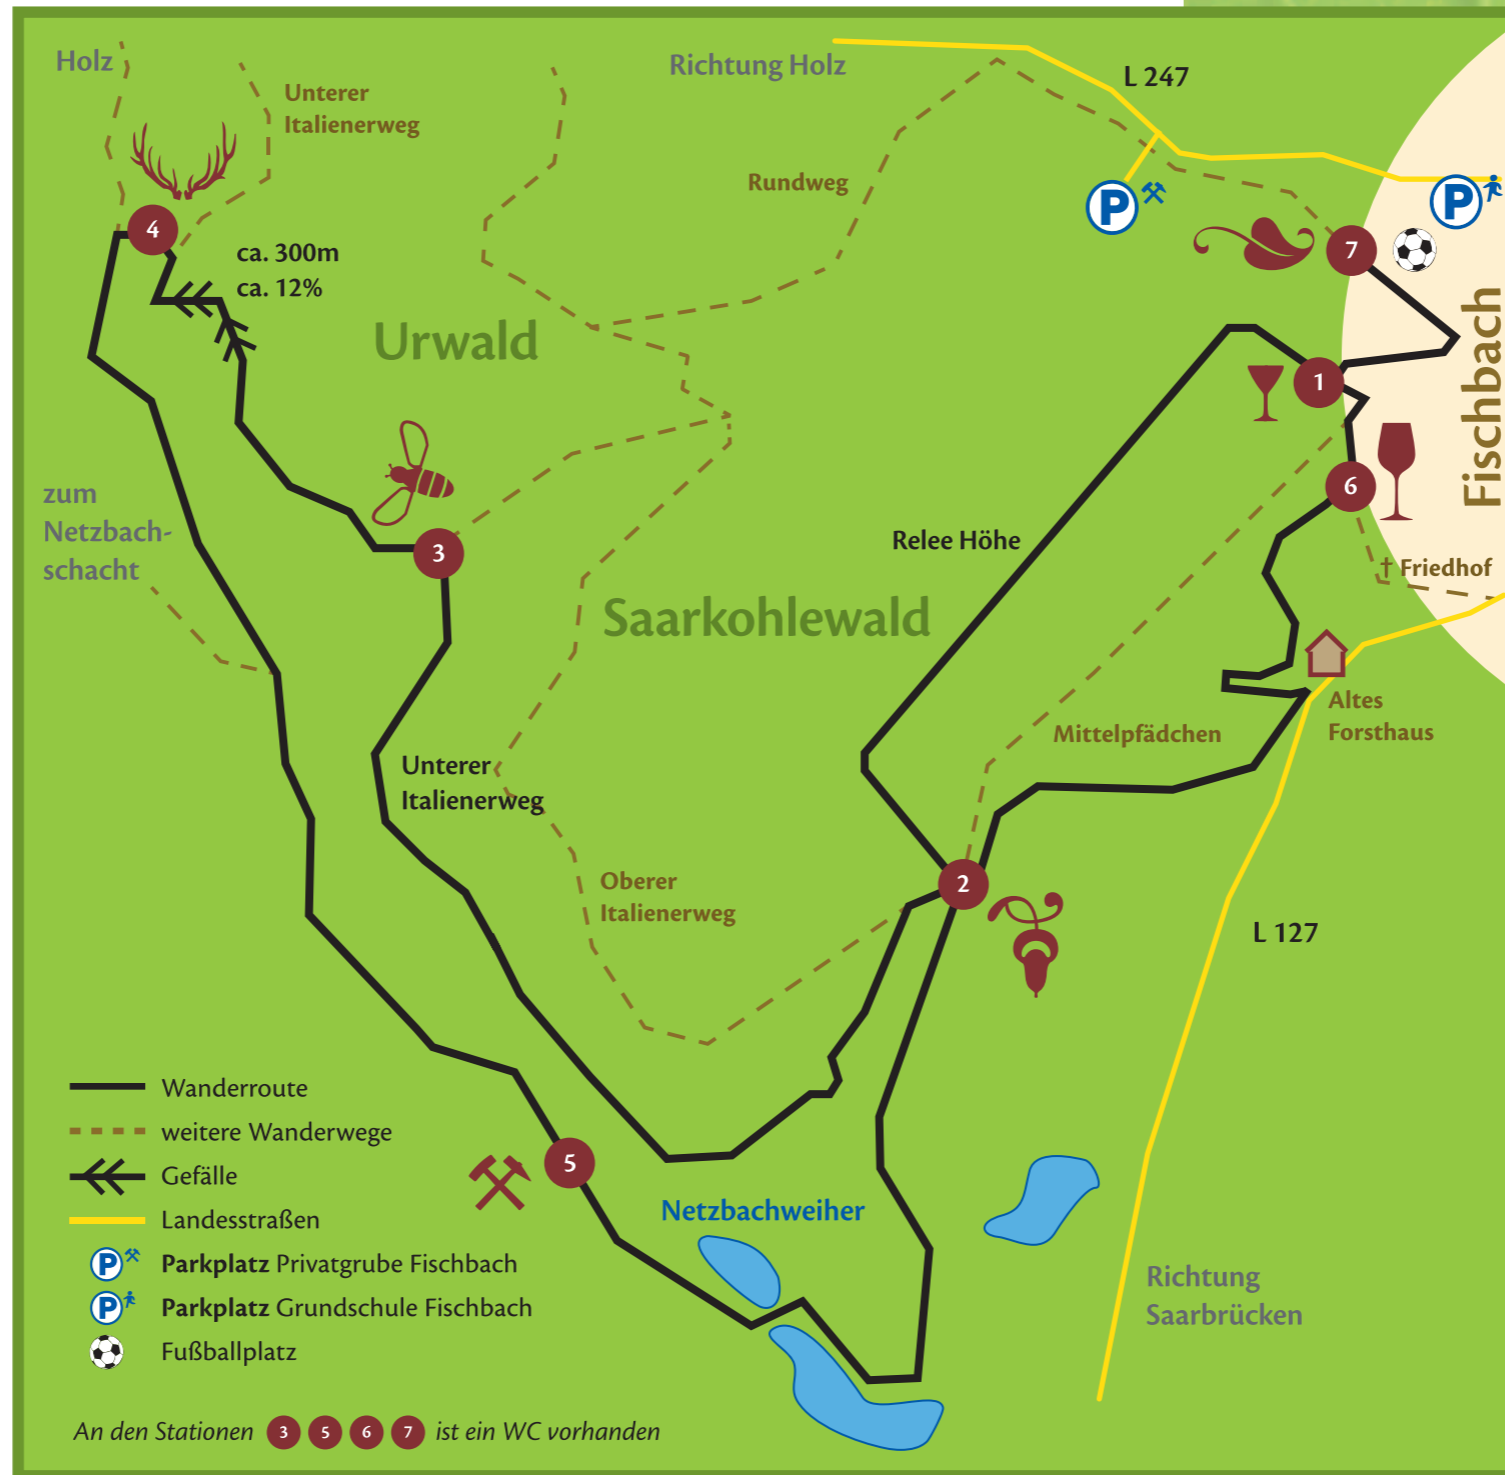 Holz
Unterer
Italienerweg
Richtung Holz
L 247
Rundweg
P
P
4
7
ca. 300m
ca. 12%
Urwald
1
Fischbach
6
zum
Netzbach-
schacht
3
Relee Höhe
† Friedhof
Saarkohlewald
Altes
Forsthaus
Mittelpfädchen
Unterer
Italienerweg
Oberer
Italienerweg
2
L 127
Wanderroute
weitere Wanderwege
Gefälle
Landesstraßen
P Parkplatz Privatgrube Fischbach
P Parkplatz Grundschule Fischbach
Fußballplatz
5
Netzbachweiher
Richtung
Saarbrücken
An den Stationen 3 5 6 7 ist ein WC vorhanden